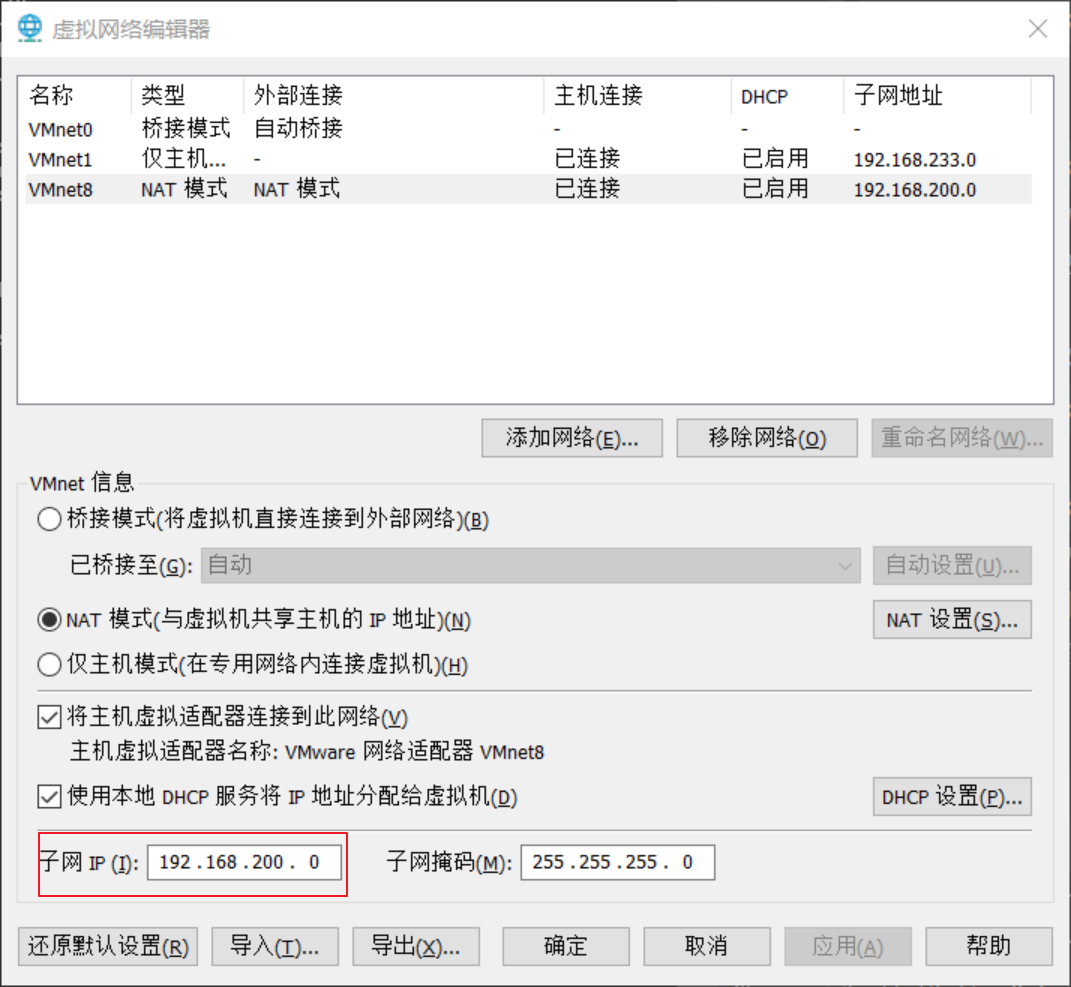 虚拟网络编辑器
名称 类型 外部连接 主机连接 DHCP 子网地址
VMnet0 桥接模式 自动桥接 - - -
VMnet1 仅主机... - 已连接 已启用 192.168.233.0
VMnet8 NAT 模式 NAT 模式 已连接 已启用 192.168.200.0
添加网络(E)... 移除网络(O) 重命名网络(W)...
VMnet 信息
桥接模式(将虚拟机直接连接到外部网络)(B)
已桥接至(G): 自动 自动设置(U)...
NAT 模式(与虚拟机共享主机的 IP 地址)(N) NAT 设置(S)...
仅主机模式(在专用网络内连接虚拟机)(H)
将主机虚拟适配器连接到此网络(V)
主机虚拟适配器名称: VMware 网络适配器 VMnet8
使用本地 DHCP 服务将 IP 地址分配给虚拟机(D) DHCP 设置(P)...
子网 IP (I): 192 . 168 . 200 . 0 子网掩码(M): 255 . 255 . 255 . 0
还原默认设置(R) 导入(T)... 导出(X)... 确定 取消 应用(A) 帮助